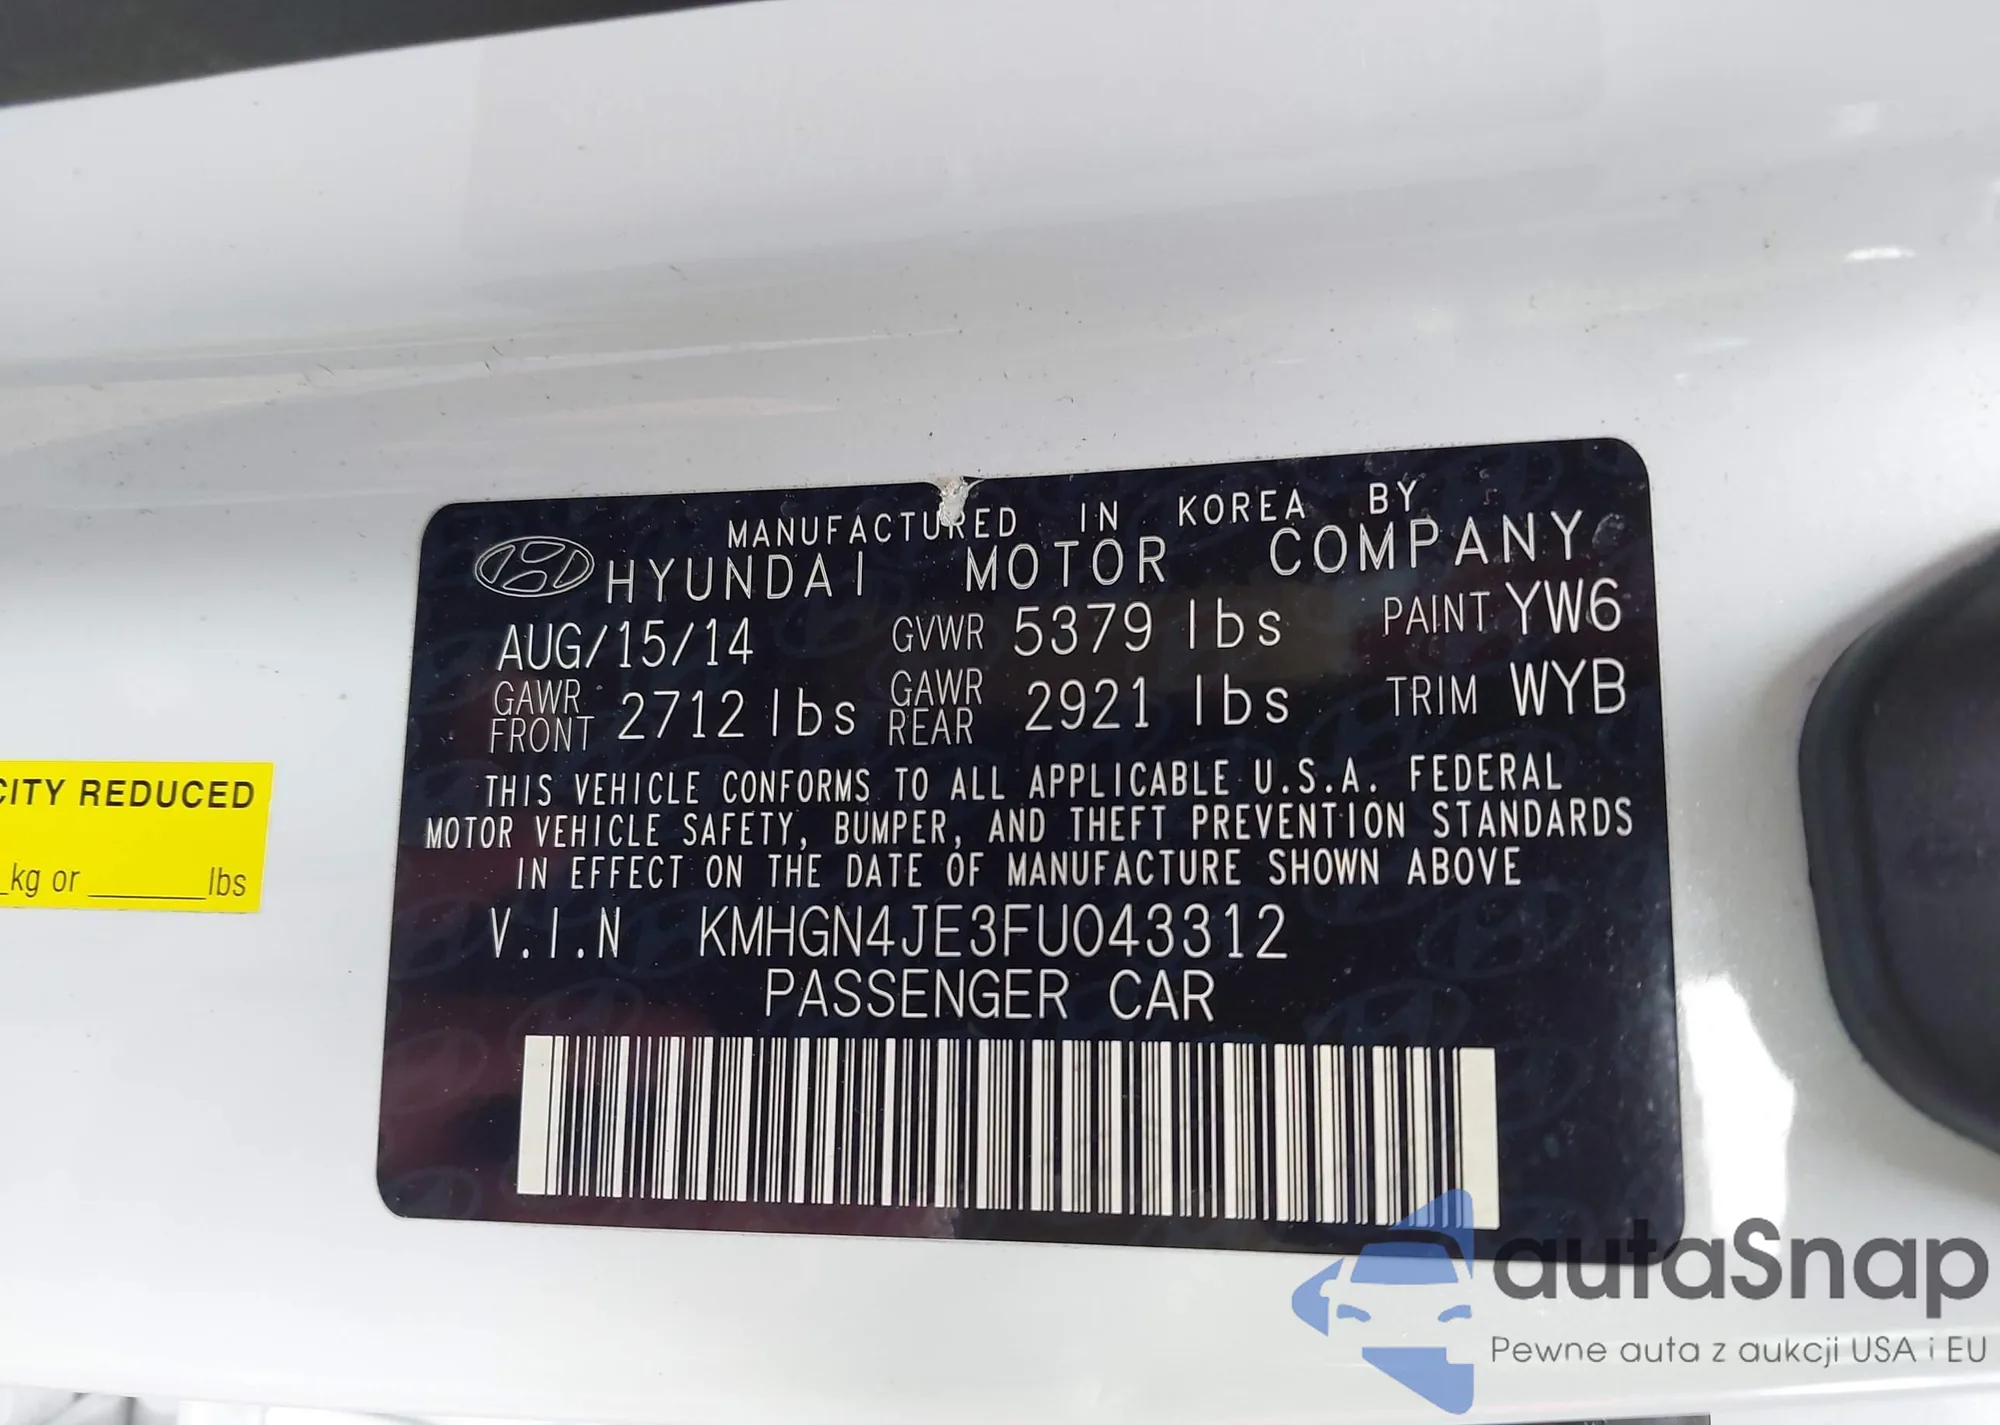 MANUFACTURED IN KOREA BY
HYUNDAI MOTOR COMPANY
AUG/15/14 GVWR 5379 lbs PAINT YW6
GAWR FRONT 2712 lbs GAWR REAR 2921 lbs TRIM WYB
THIS VEHICLE CONFORMS TO ALL APPLICABLE U.S.A. FEDERAL
MOTOR VEHICLE SAFETY, BUMPER, AND THEFT PREVENTION STANDARDS
IN EFFECT ON THE DATE OF MANUFACTURE SHOWN ABOVE
V.I.N KMHGN4JE3FU043312
PASSENGER CAR
CITY REDUCED
kg or ______lbs
autaSnap
Pewne auta z aukcji USA i EU